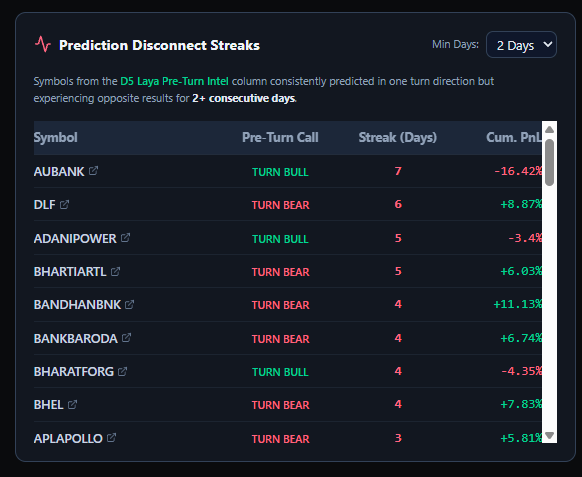 Prediction Disconnect Streaks
Min Days: 2 Days
Symbols from the D5 Laya Pre-Turn Intel column consistently predicted in one turn direction but
experiencing opposite results for 2+ consecutive days.
Symbol Pre-Turn Call Streak (Days) Cum. PnL
AUBANK TURN BULL 7 -16.42%
DLF TURN BEAR 6 +8.87%
ADANIPOWER TURN BULL 5 -3.4%
BHARTIARTL TURN BEAR 5 +6.03%
BANDHANBNK TURN BEAR 4 +11.13%
BANKBARODA TURN BEAR 4 +6.74%
BHARATFORG TURN BULL 4 -4.35%
BHEL TURN BEAR 4 +7.83%
APLAPOLLO TURN BEAR 3 +5.81%